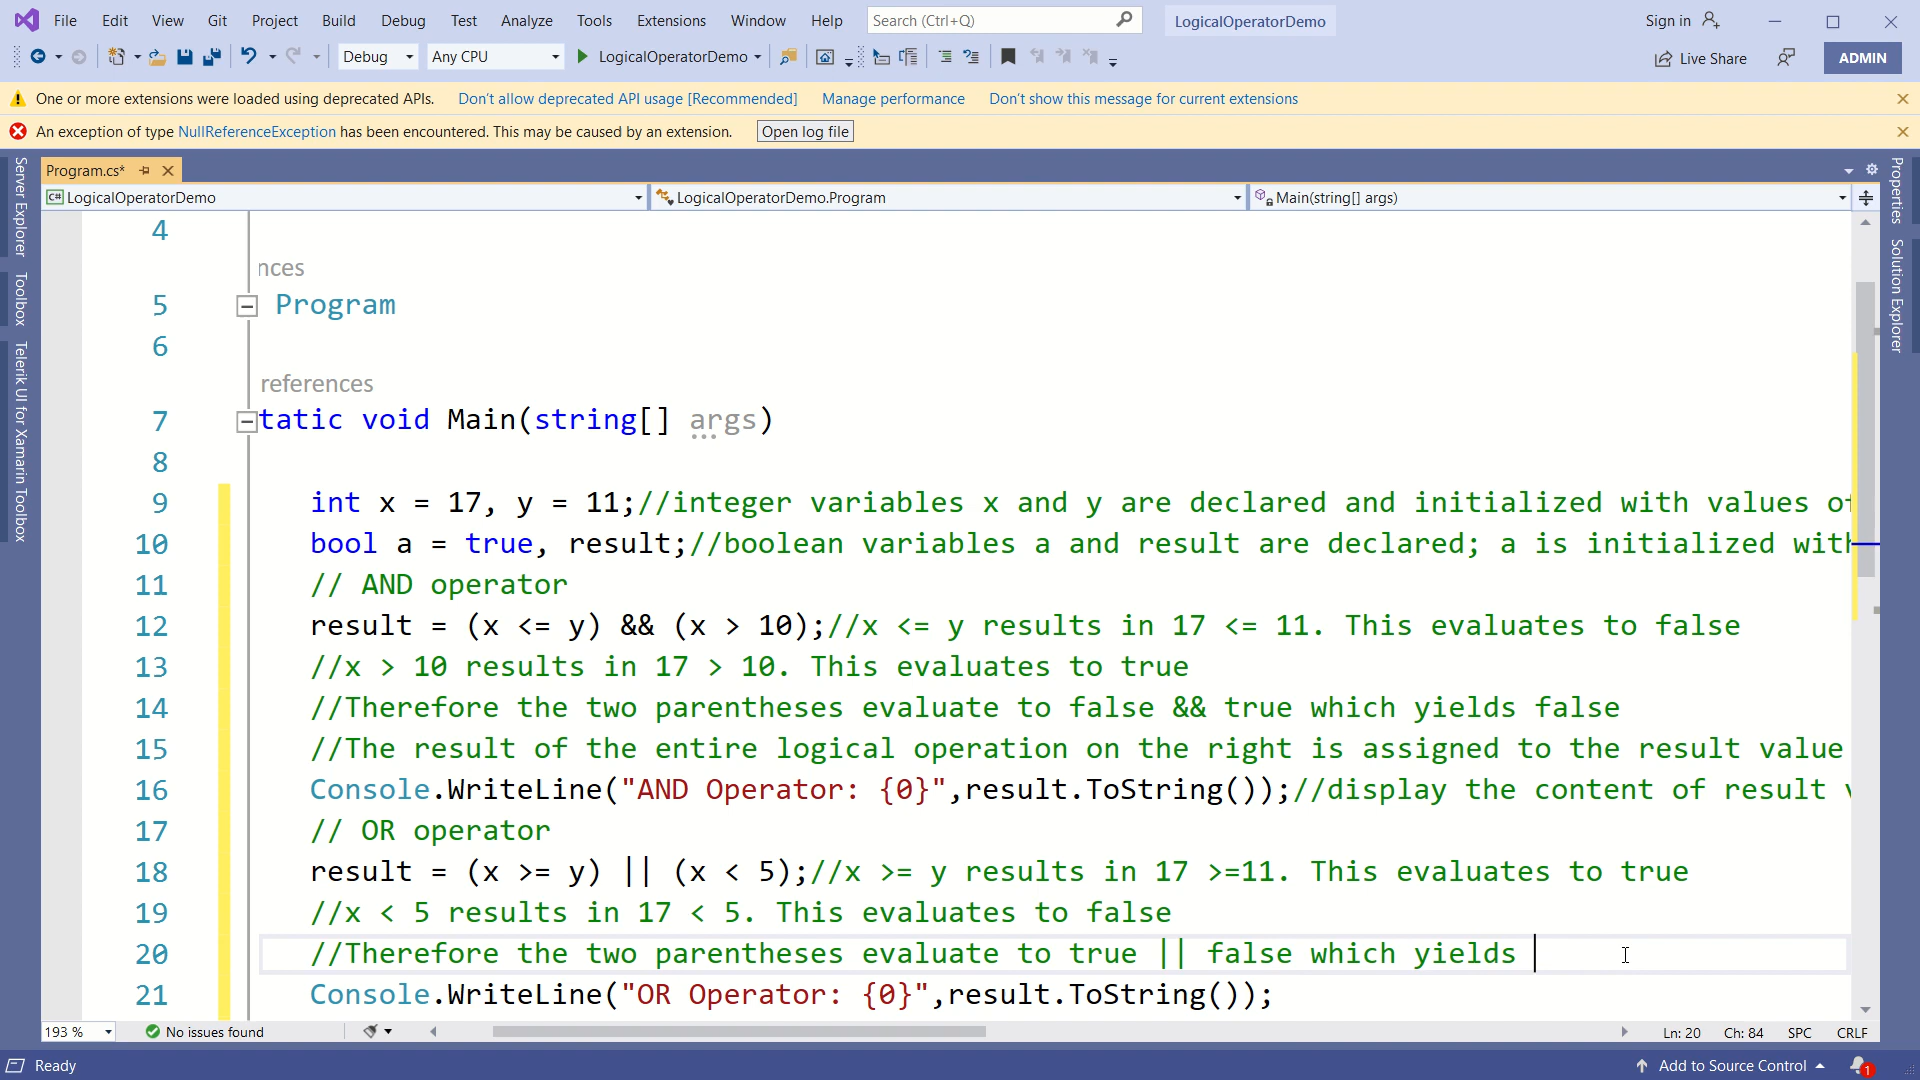 File Edit View Git Project Build Debug Test Analyze Tools Extensions Window Help Search (Ctrl+Q) LogicalOperatorDemo Sign in
Debug Any CPU LogicalOperatorDemo Live Share ADMIN
One or more extensions were loaded using deprecated APIs. Don't allow deprecated API usage [Recommended] Manage performance Don't show this message for current extensions
An exception of type NullReferenceException has been encountered. This may be caused by an extension. Open log file
Server Explorer
Toolbox
Telerik UI for Xamarin Toolbox
Program.cs*
C# LogicalOperatorDemo LogicalOperatorDemo.Program Main(string[] args)
4
nces
5 Program
6
references
7 tatic void Main(string[] args)
8
9 int x = 17, y = 11;//integer variables x and y are declared and initialized with values of
10 bool a = true, result;//boolean variables a and result are declared; a is initialized with
11 // AND operator
12 result = (x <= y) && (x > 10);//x <= y results in 17 <= 11. This evaluates to false
13 //x > 10 results in 17 > 10. This evaluates to true
14 //Therefore the two parentheses evaluate to false && true which yields false
15 //The result of the entire logical operation on the right is assigned to the result value
16 Console.WriteLine("AND Operator: {0}",result.ToString());//display the content of result v
17 // OR operator
18 result = (x >= y) || (x < 5);//x >= y results in 17 >=11. This evaluates to true
19 //x < 5 results in 17 < 5. This evaluates to false
20 //Therefore the two parentheses evaluate to true || false which yields
21 Console.WriteLine("OR Operator: {0}",result.ToString());
Properties
Solution Explorer
193 % No issues found Ln: 20 Ch: 84 SPC CRLF
Ready Add to Source Control 1